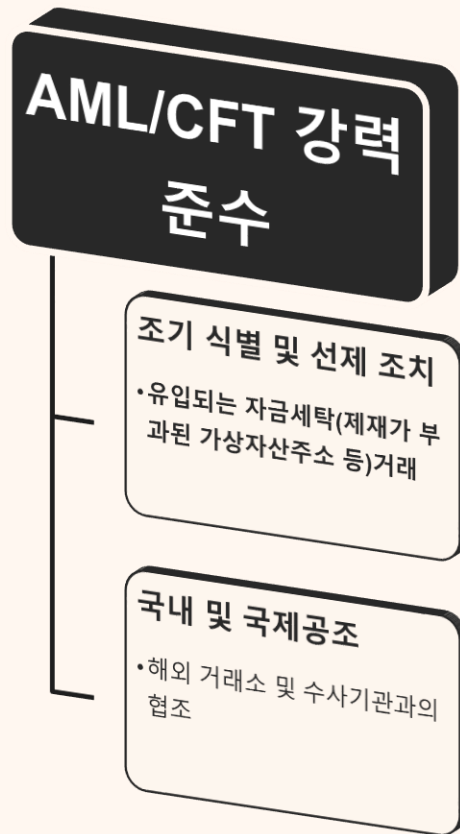 AML/CFT 강력
준수
조기 식별 및 선제 조치
•유입되는 자금세탁(제재가 부
과된 가상자산주소 등)거래
국내 및 국제공조
•해외 거래소 및 수사기관과의
협조